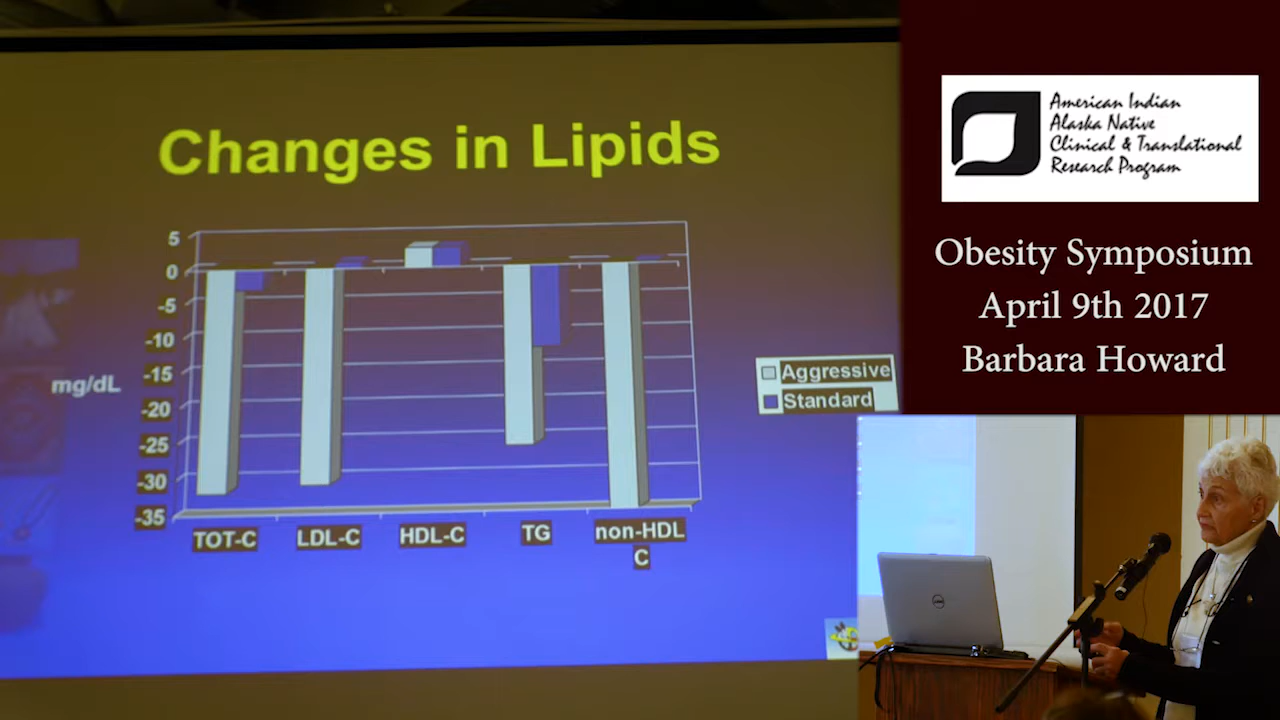 Changes in Lipids
5
0
-5
-10
-15
-20
-25
-30
-35
mg/dL
TOT-C
LDL-C
HDL-C
TG
non-HDL
C
Aggressive
Standard
American Indian
Alaska Native
Clinical & Translational
Research Program
Obesity Symposium
April 9th 2017
Barbara Howard
DELL